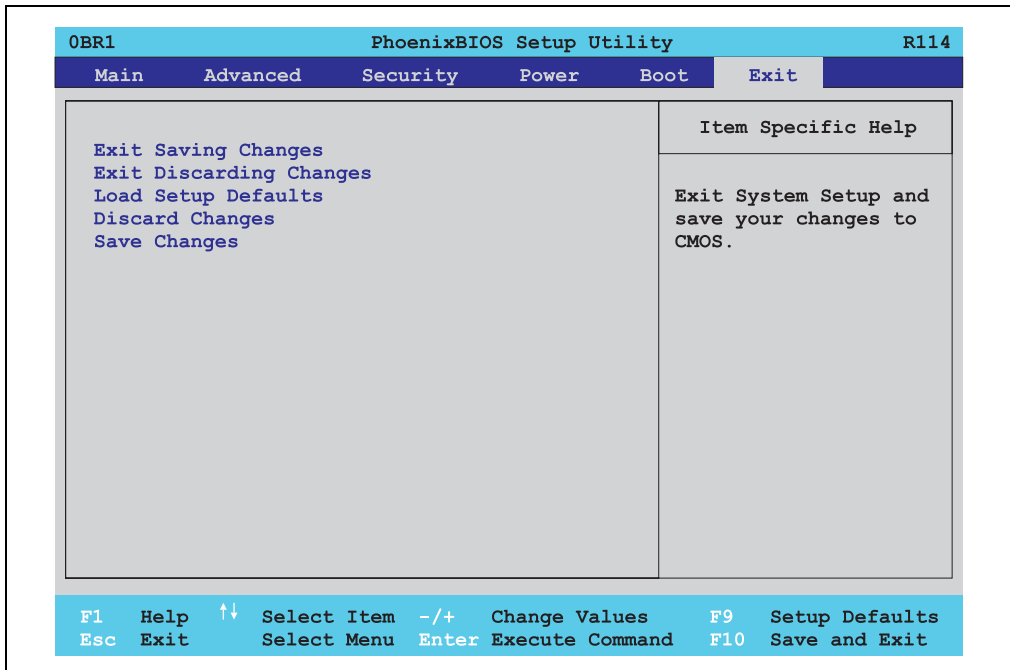 0BR1 PhoenixBIOS Setup Utility R114
Main Advanced Security Power Boot Exit
Item Specific Help
Exit Saving Changes
Exit Discarding Changes
Load Setup Defaults
Discard Changes
Save Changes
Exit System Setup and
save your changes to
CMOS.
F1 Help ↑↓ Select Item -/+ Change Values F9 Setup Defaults
Esc Exit Select Menu Enter Execute Command F10 Save and Exit